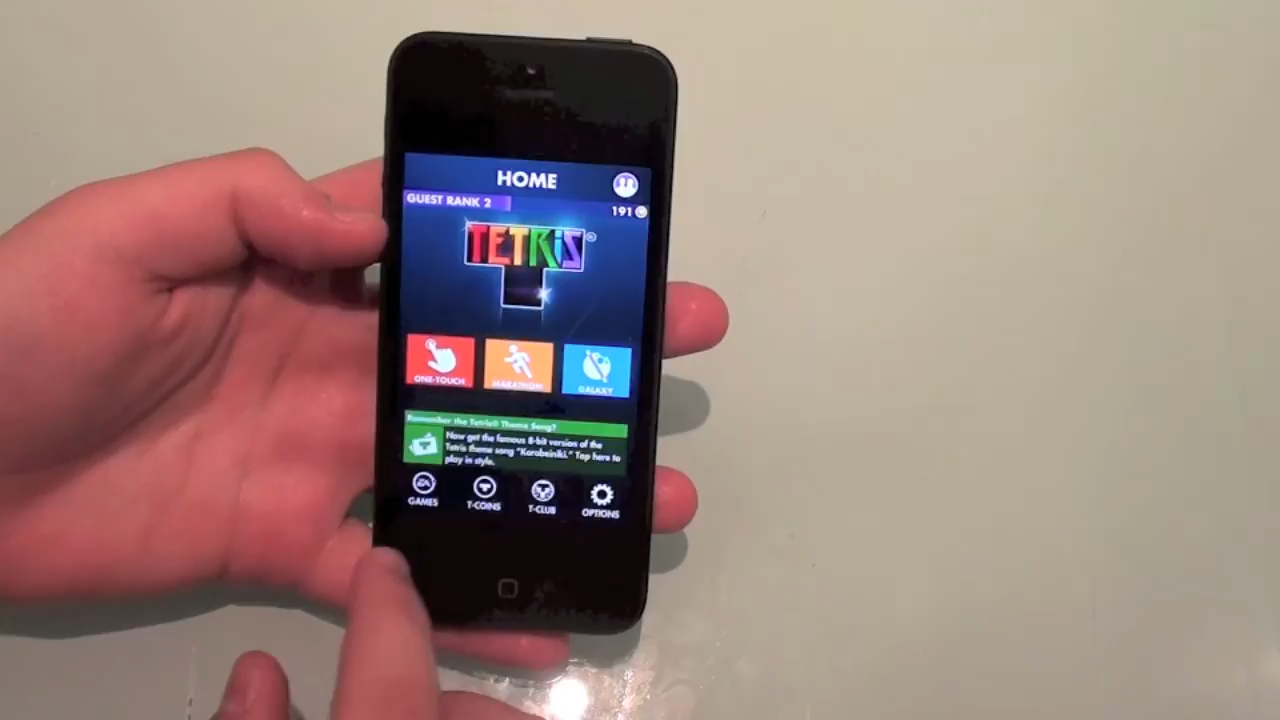 HOME
GUEST RANK 2
191
TETRIS®
ONE-TOUCH
MARATHON
GALAXY
Remember the Tetris® Theme Song?
Now get the famous 8-bit version of the
Tetris theme song "Korobeiniki." Tap here to
play in style.
EA
GAMES
T-COINS
T-CLUB
OPTIONS